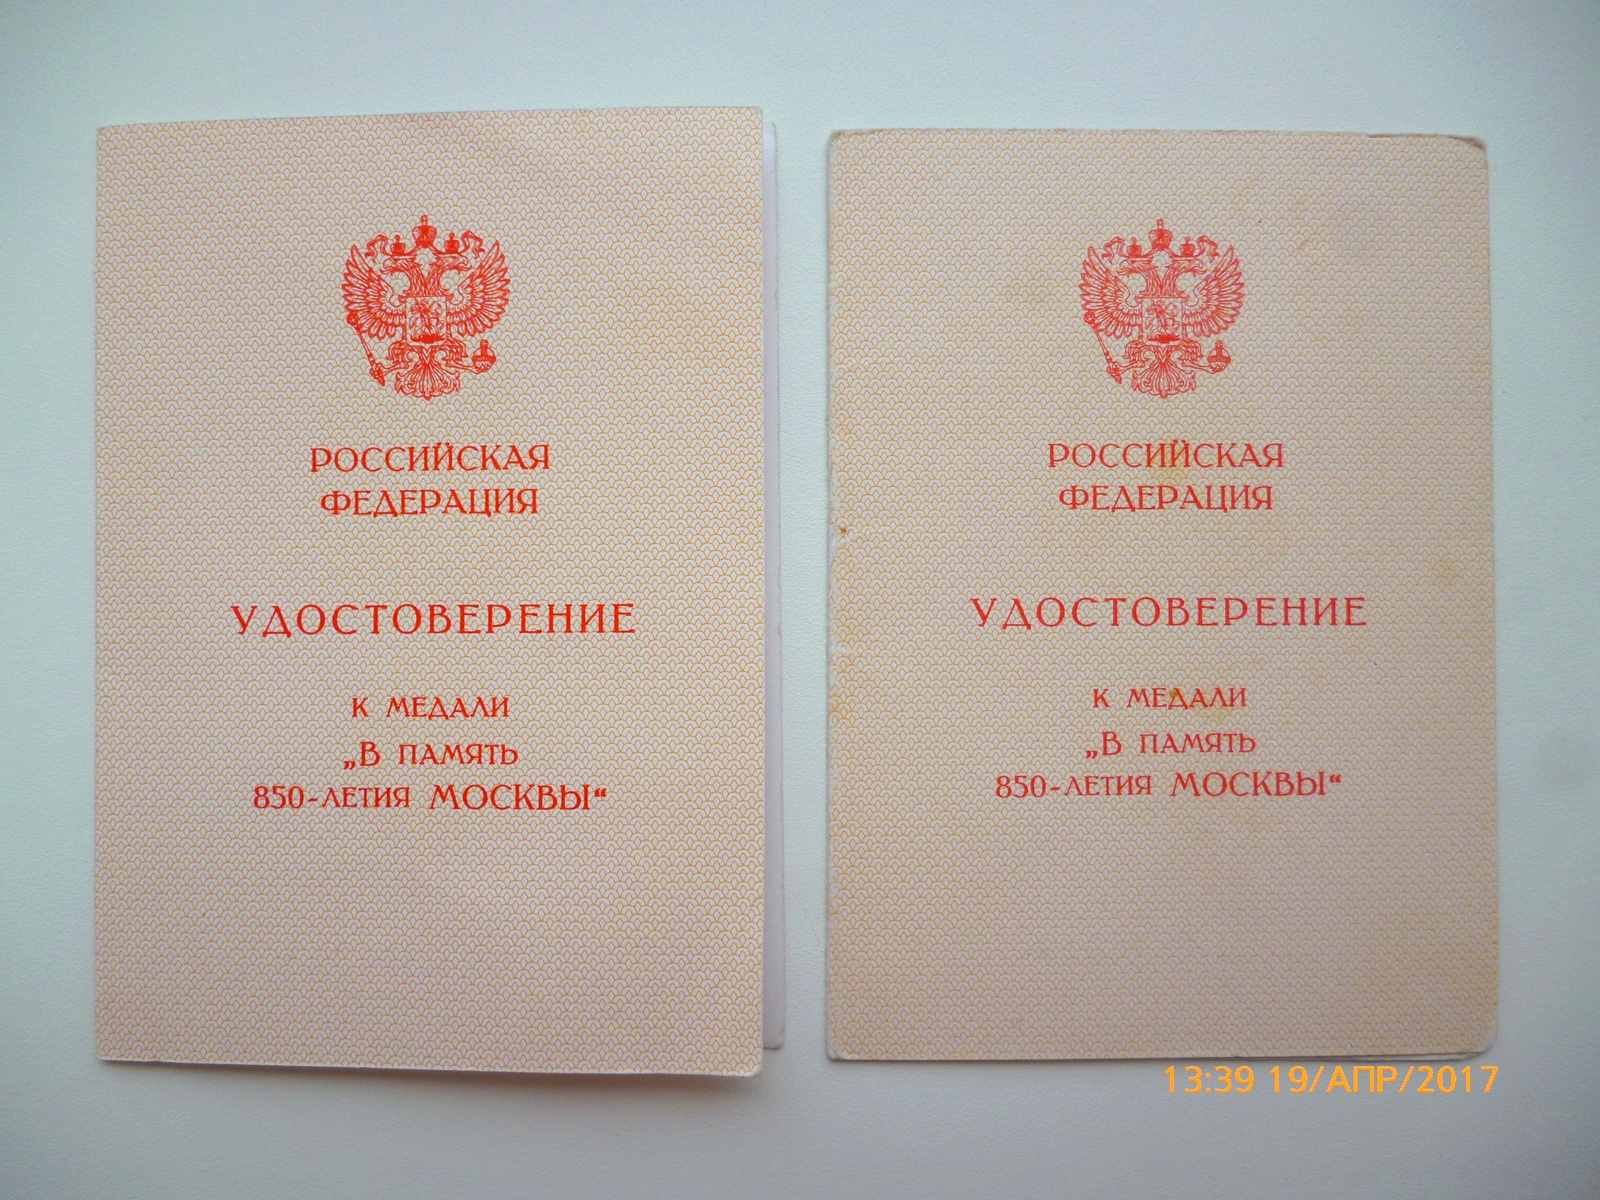 РОССИЙСКАЯ
ФЕДЕРАЦИЯ
УДОСТОВЕРЕНИЕ
К МЕДАЛИ
„В ПАМЯТЬ
850-ЛЕТИЯ МОСКВЫ“
РОССИЙСКАЯ
ФЕДЕРАЦИЯ
УДОСТОВЕРЕНИЕ
К МЕДАЛИ
„В ПАМЯТЬ
850-ЛЕТИЯ МОСКВЫ“
13:39 19/АПР/2017